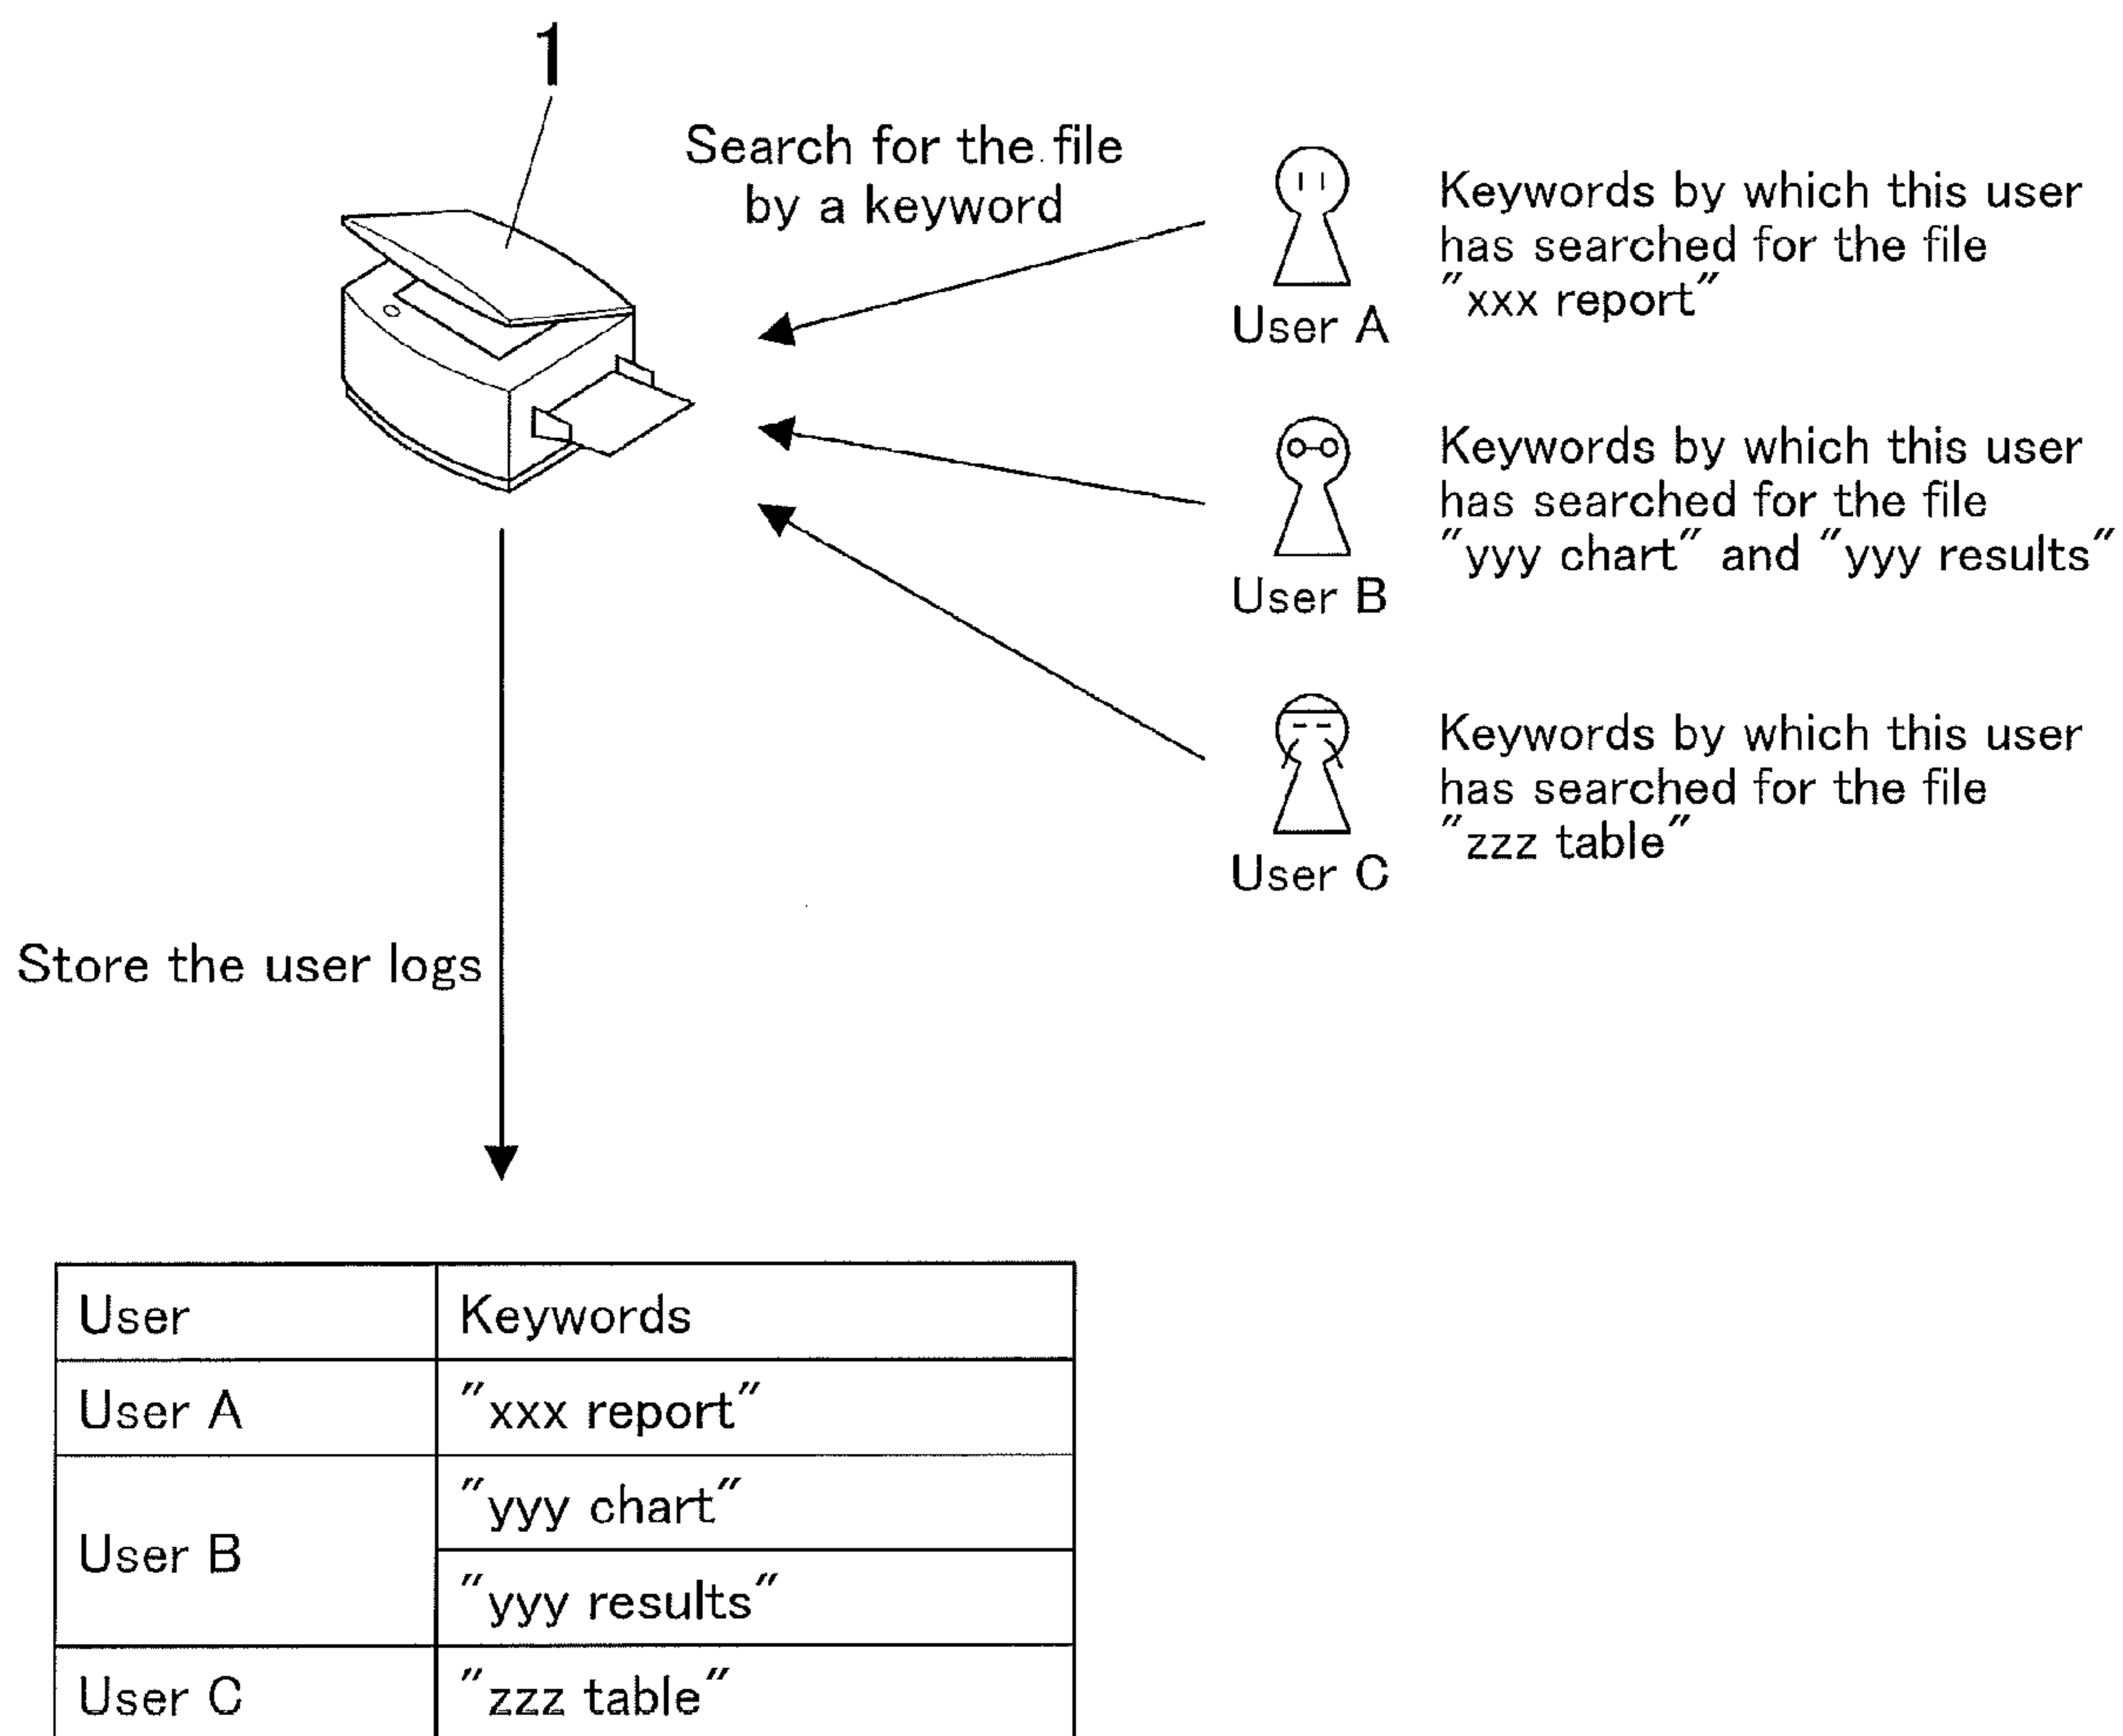 1
Search for the file
by a keyword
User A
Keywords by which this user
has searched for the file
"xxx report"
User B
Keywords by which this user
has searched for the file
"yyy chart" and "yyy results"
User C
Keywords by which this user
has searched for the file
"zzz table"
Store the user logs
User Keywords
User A "xxx report"
User B
"yyy chart"
"yyy results"
User C "zzz table"